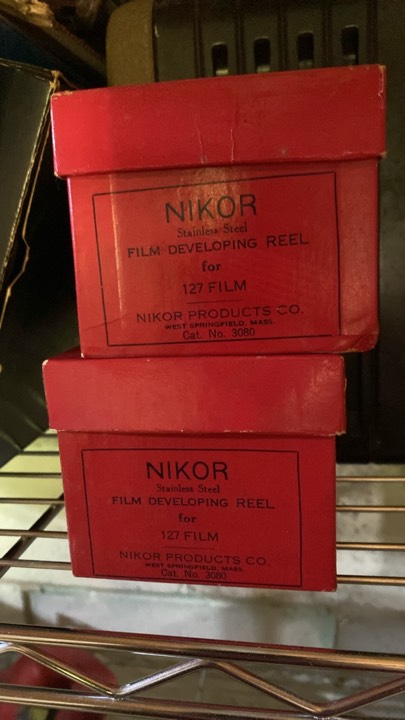 NIKOR
Stainless Steel
FILM DEVELOPING REEL
for
127 FILM
NIKOR PRODUCTS CO.
WEST SPRINGFIELD, MASS.
Cat. No. 3080
NIKOR
Stainless Steel
FILM DEVELOPING REEL
for
127 FILM
NIKOR PRODUCTS CO.
WEST SPRINGFIELD, MASS.
Cat. No. 3080